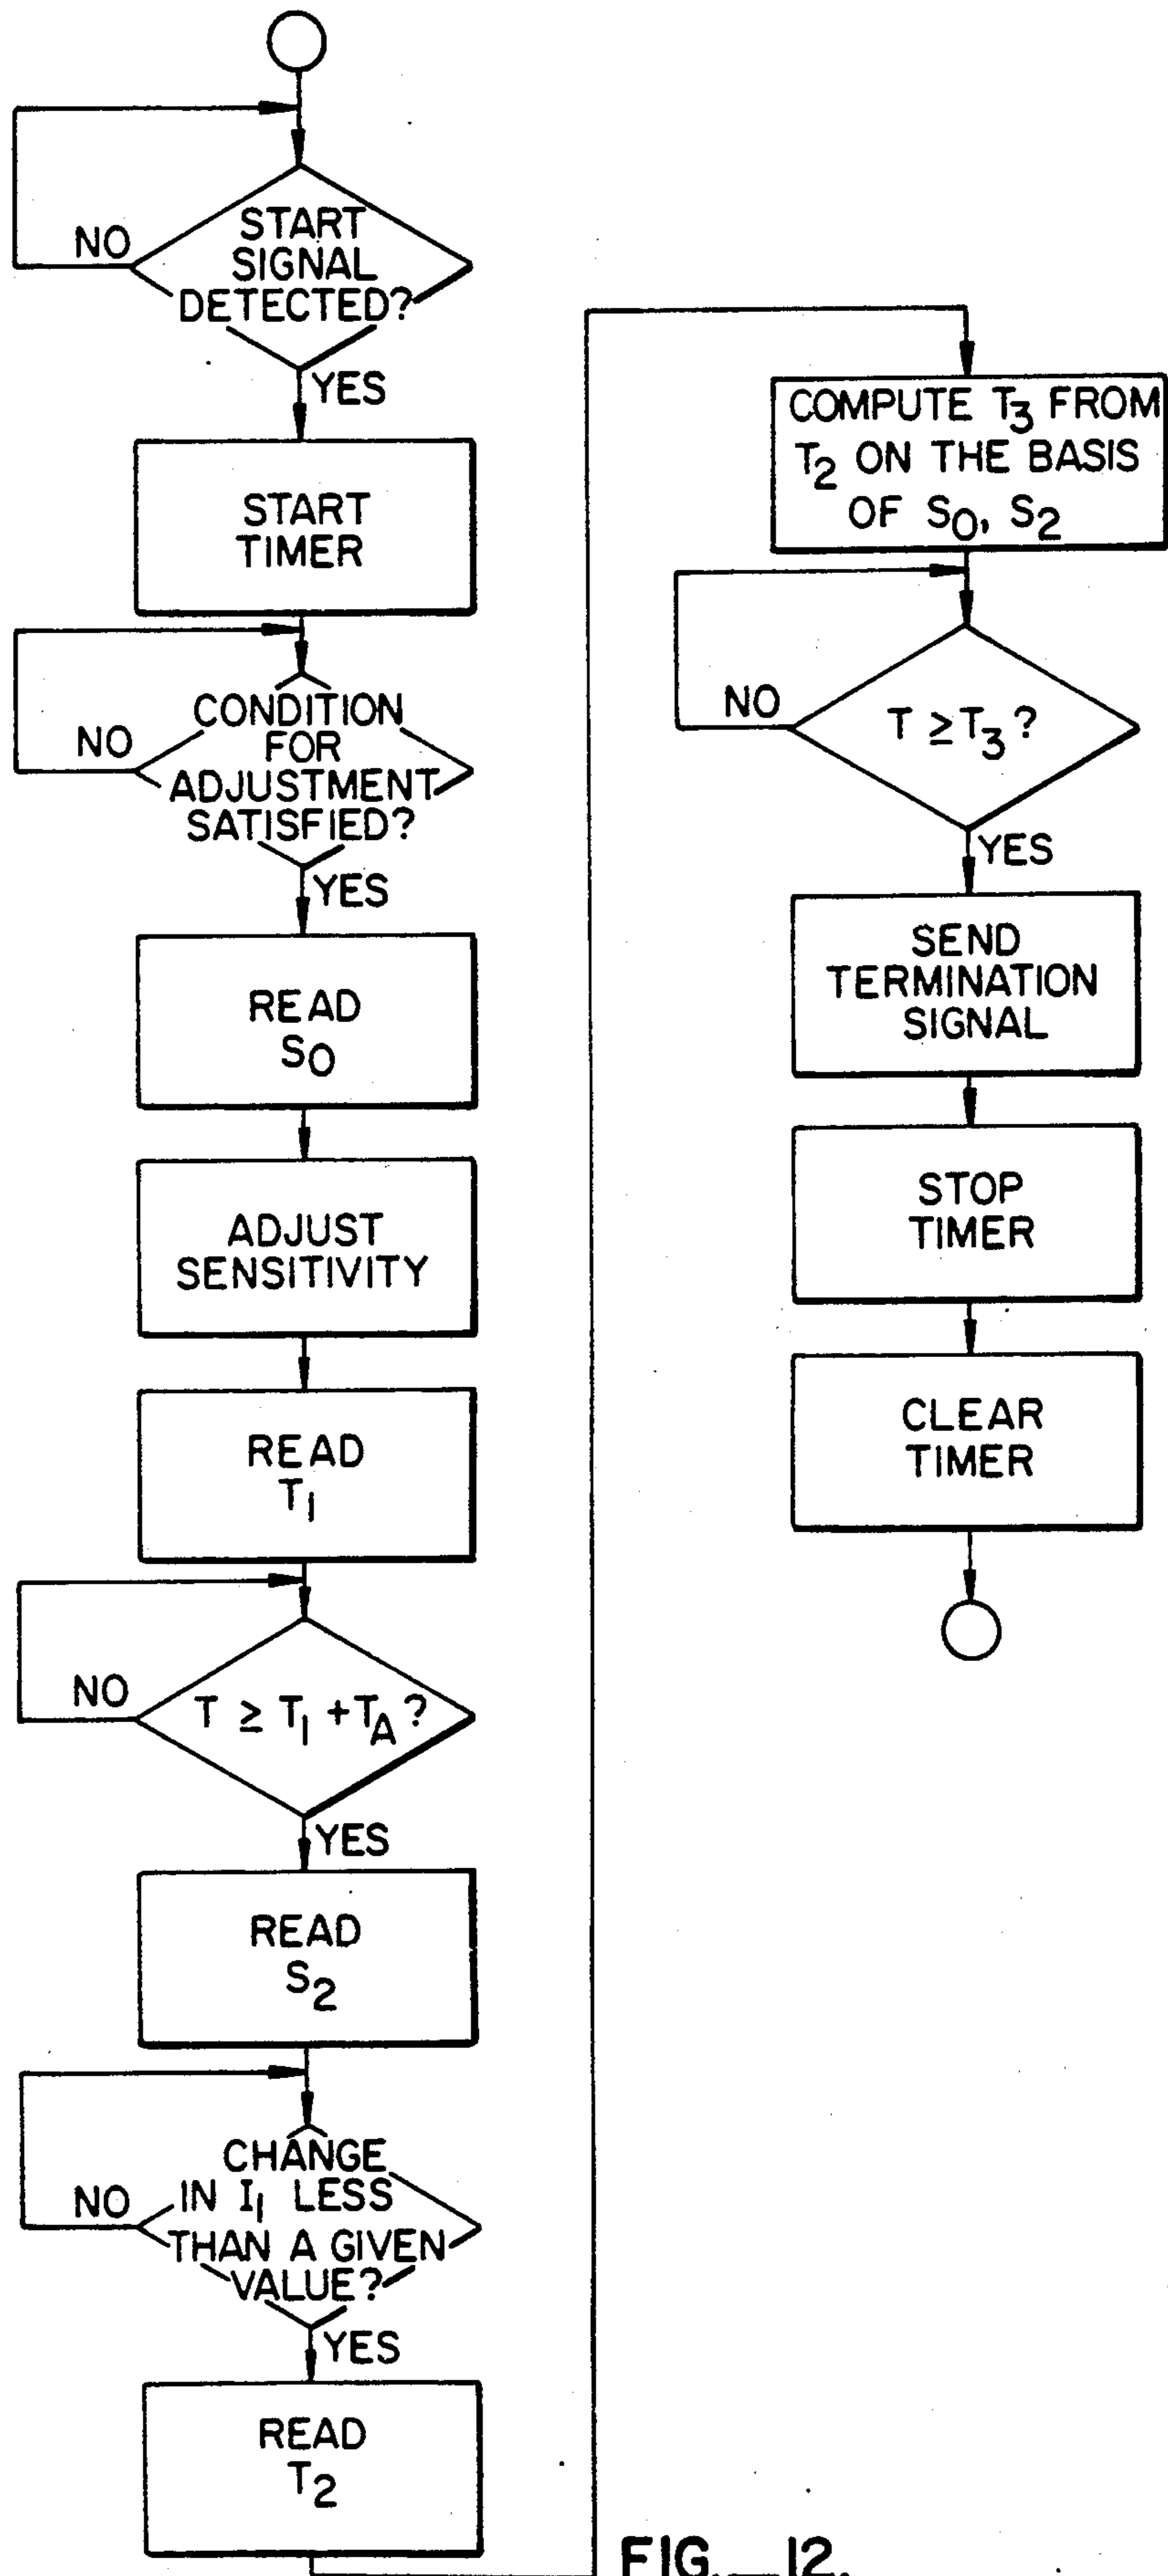 START
SIGNAL
DETECTED?
NO
YES
START
TIMER
CONDITION
FOR
ADJUSTMENT
SATISFIED?
NO
YES
READ
S0
ADJUST
SENSITIVITY
READ
T1
T ≥ T1 + TA ?
NO
YES
READ
S2
CHANGE
IN I1 LESS
THAN A GIVEN
VALUE?
NO
YES
READ
T2
COMPUTE T3 FROM
T2 ON THE BASIS
OF S0, S2
T ≥ T3 ?
NO
YES
SEND
TERMINATION
SIGNAL
STOP
TIMER
CLEAR
TIMER
FIG._12.